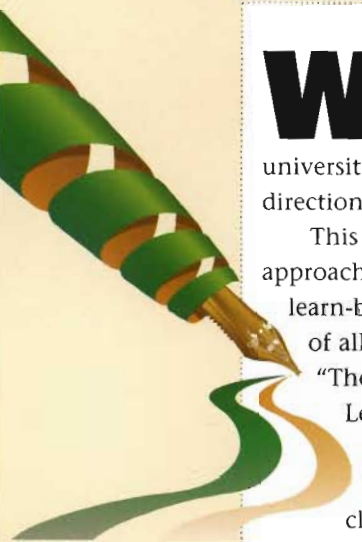 W
universit
direction
This
approach
learn-b
of all
"The
Le
cl